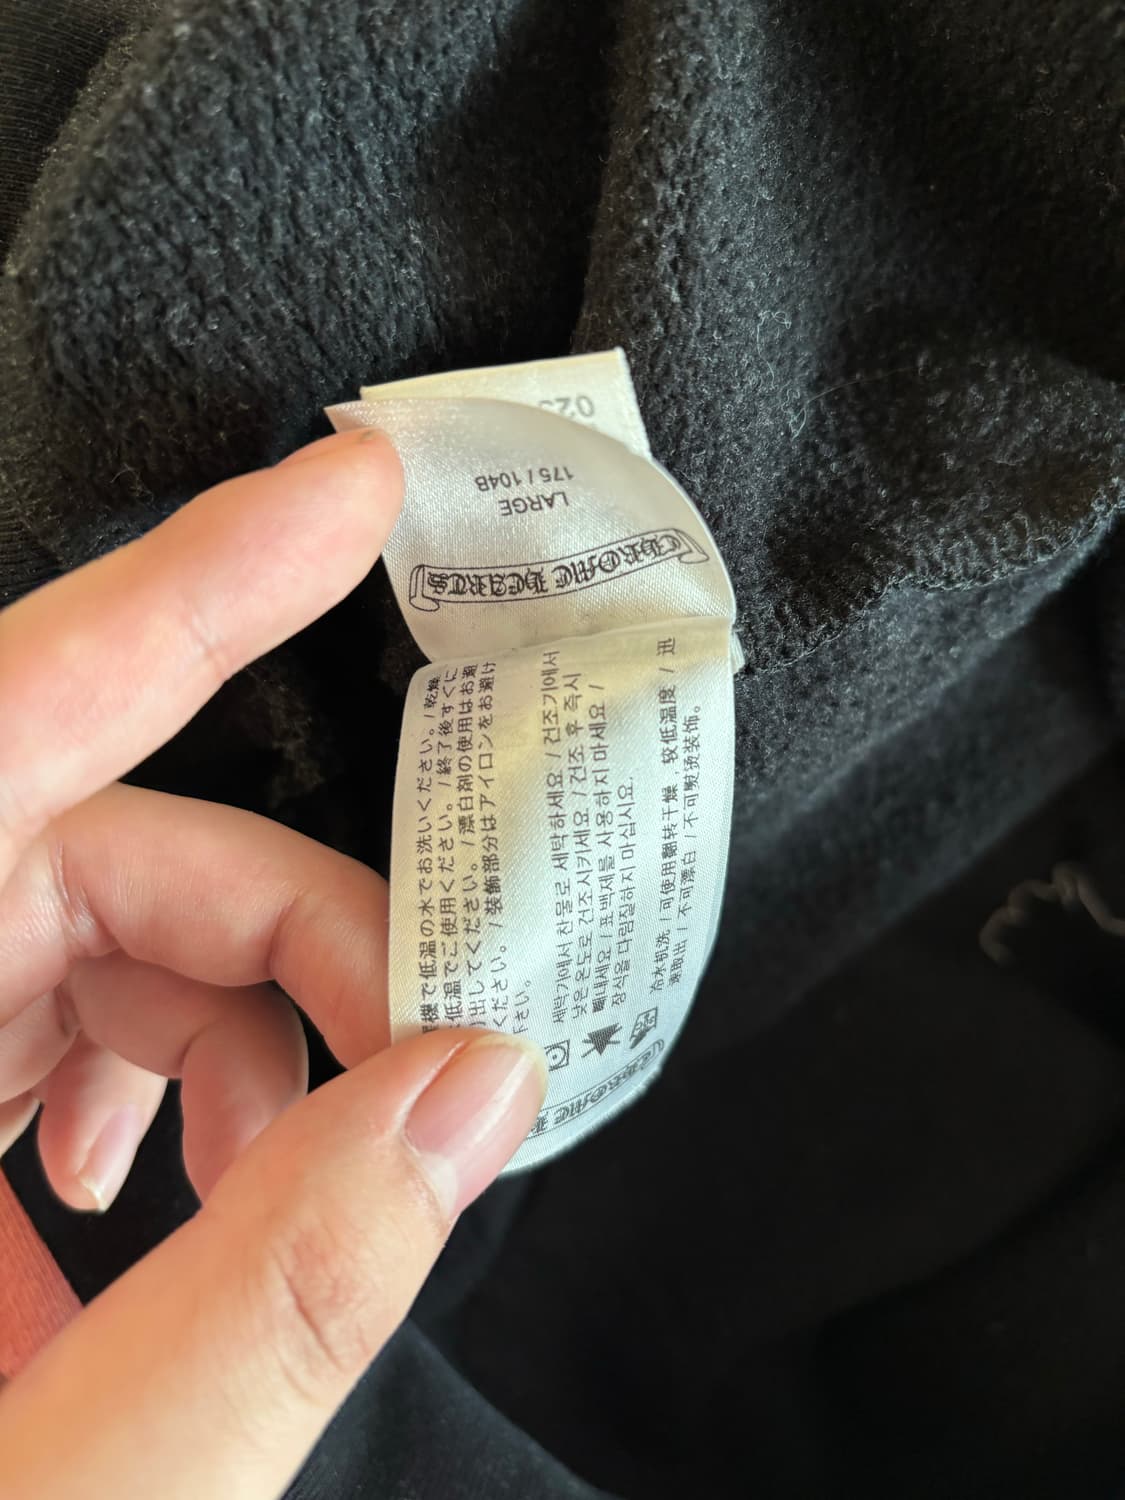 CHROME HEARTS
LARGE
175 / 104B
02
機で低温の水でお洗いください。 / 乾燥
低温でご使用ください。 / 終了後すぐに
出してください。 / 漂白剤の使用はお避
ください。 / 装飾部分はアイロンをお避け
下さい。
세탁기에서 찬물로 세탁하세요. / 건조기에서
낮은 온도로 건조시키세요. / 건조 후 즉시
빼내세요 / 표백제를 사용하지 마세요 /
장식을 다림질하지 마십시요.
冷水机洗 / 可使用翻转干燥，较低温度 / 迅
速取出 / 不可漂白 / 不可熨烫装饰。
CHROME